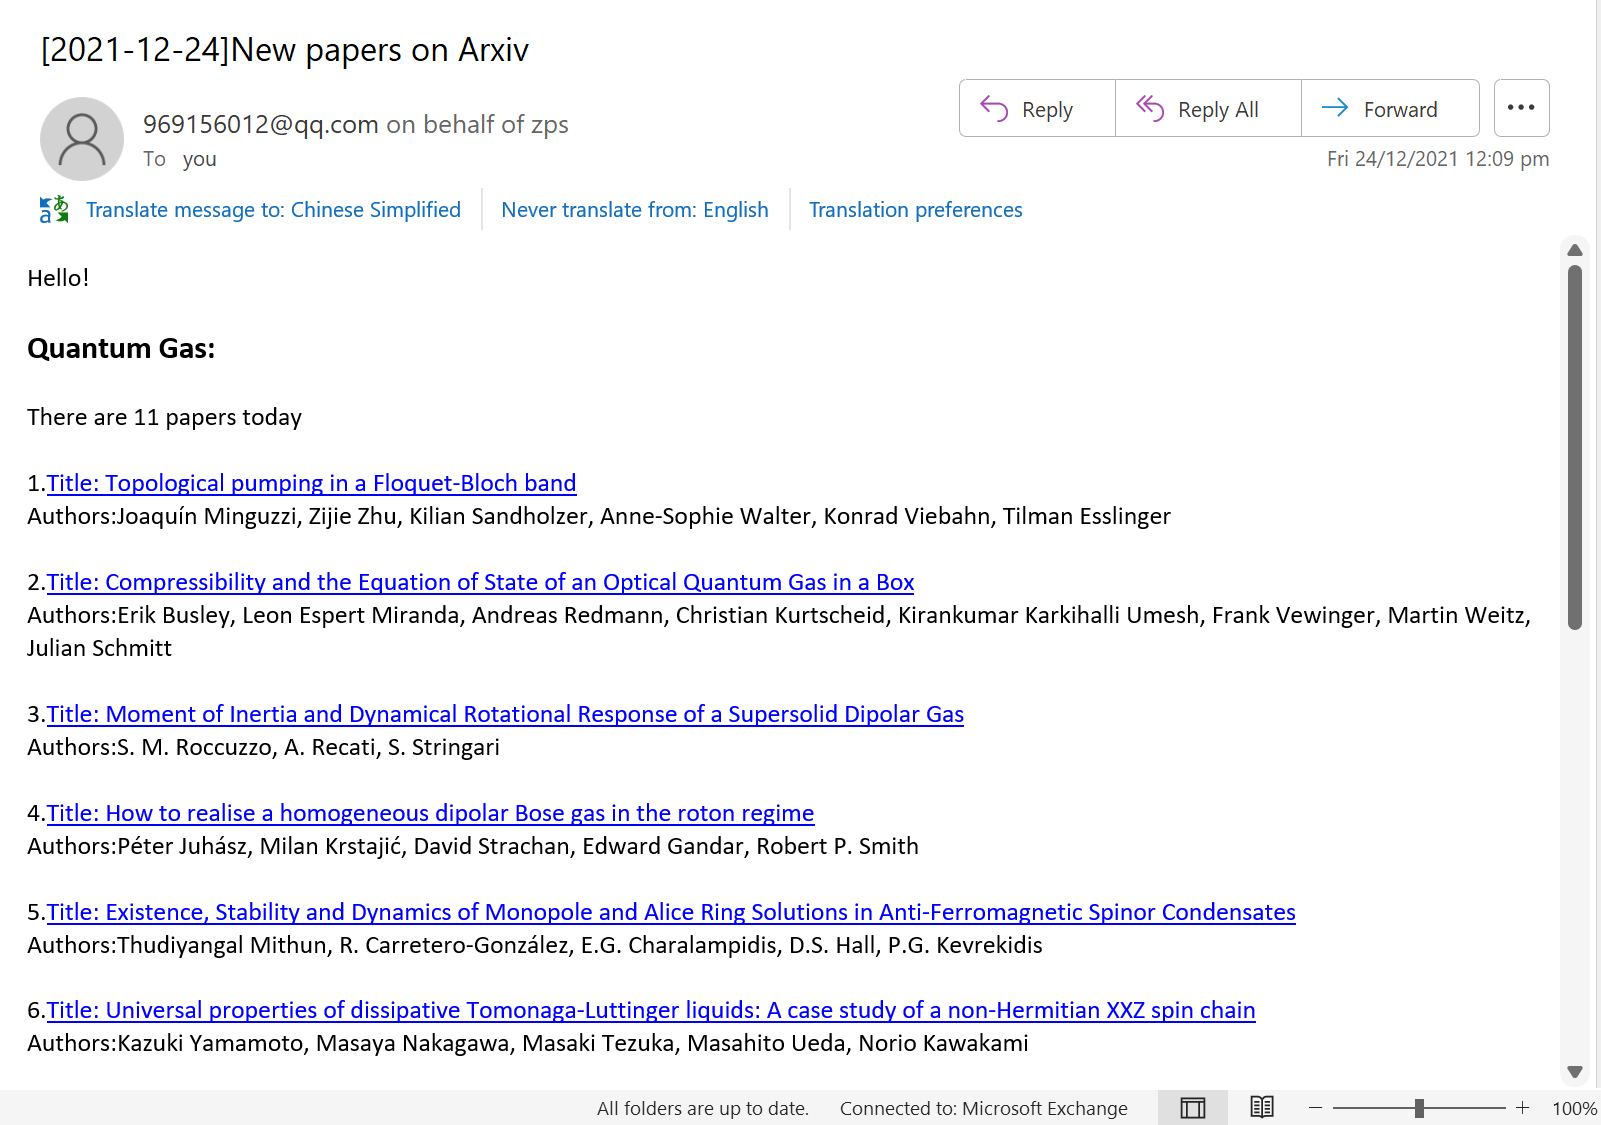 [2021-12-24]New papers on Arxiv
969156012@qq.com on behalf of zps
To you
Reply
Reply All
Forward
Fri 24/12/2021 12:09 pm
Translate message to: Chinese Simplified
Never translate from: English
Translation preferences
Hello!
Quantum Gas:
There are 11 papers today
1.Title: Topological pumping in a Floquet-Bloch band
Authors:Joaquín Minguzzi, Zijie Zhu, Kilian Sandholzer, Anne-Sophie Walter, Konrad Viebahn, Tilman Esslinger
2.Title: Compressibility and the Equation of State of an Optical Quantum Gas in a Box
Authors:Erik Busley, Leon Espert Miranda, Andreas Redmann, Christian Kurtscheid, Kirankumar Karkihalli Umesh, Frank Vewinger, Martin Weitz,
Julian Schmitt
3.Title: Moment of Inertia and Dynamical Rotational Response of a Supersolid Dipolar Gas
Authors:S. M. Roccuzzo, A. Recati, S. Stringari
4.Title: How to realise a homogeneous dipolar Bose gas in the roton regime
Authors:Péter Juhász, Milan Krstajić, David Strachan, Edward Gandar, Robert P. Smith
5.Title: Existence, Stability and Dynamics of Monopole and Alice Ring Solutions in Anti-Ferromagnetic Spinor Condensates
Authors:Thudiyangal Mithun, R. Carretero-González, E.G. Charalampidis, D.S. Hall, P.G. Kevrekidis
6.Title: Universal properties of dissipative Tomonaga-Luttinger liquids: A case study of a non-Hermitian XXZ spin chain
Authors:Kazuki Yamamoto, Masaya Nakagawa, Masaki Tezuka, Masahito Ueda, Norio Kawakami
All folders are up to date.
Connected to: Microsoft Exchange
100%